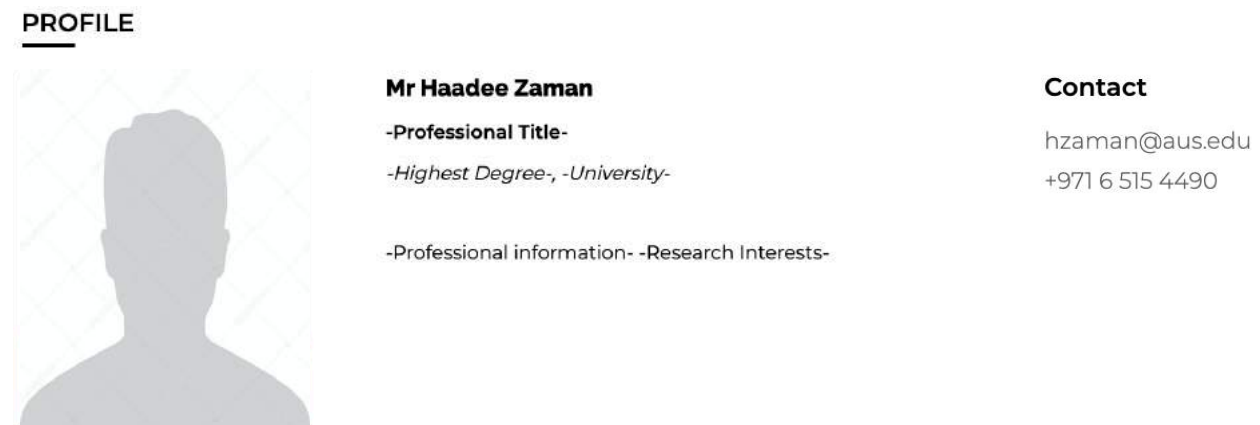 PROFILE
Mr Haadee Zaman
-Professional Title-
-Highest Degree-, -University-
-Professional information- -Research Interests-
Contact
hzaman@aus.edu
+971 6 515 4490